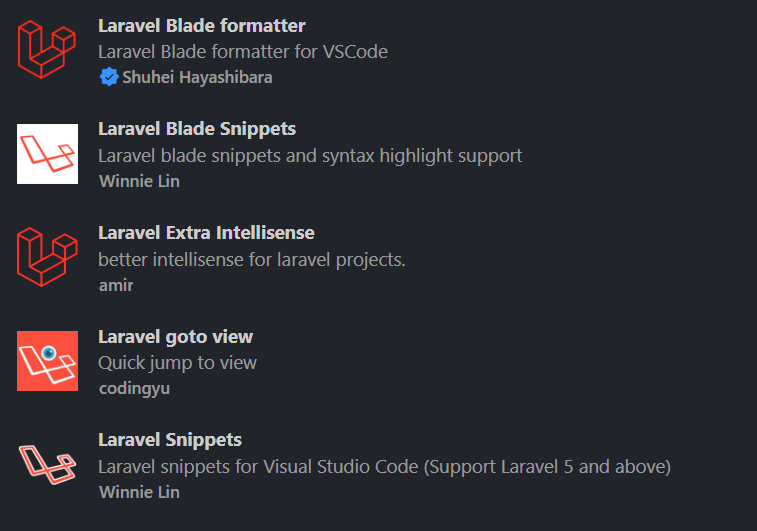 Laravel Blade formatter
Laravel Blade formatter for VSCode
Shuhei Hayashibara
Laravel Blade Snippets
Laravel blade snippets and syntax highlight support
Winnie Lin
Laravel Extra Intellisense
better intellisense for laravel projects.
amir
Laravel goto view
Quick jump to view
codingyu
Laravel Snippets
Laravel snippets for Visual Studio Code (Support Laravel 5 and above)
Winnie Lin